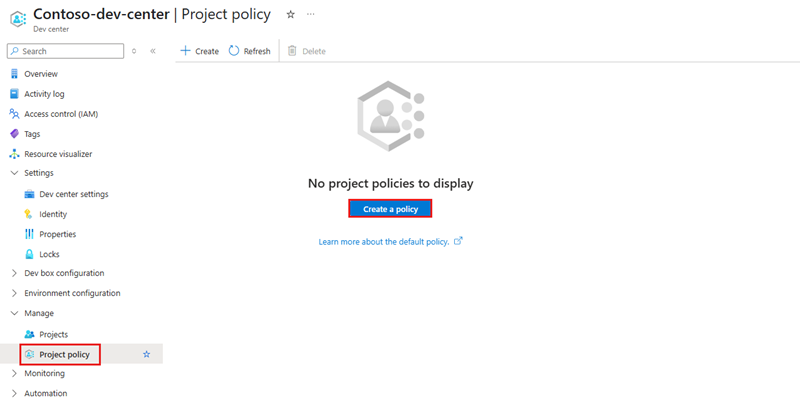 Contoso-dev-center | Project policy
Dev center
Search
Create
Refresh
Delete
Overview
Activity log
Access control (IAM)
Tags
Resource visualizer
Settings
Dev center settings
Identity
Properties
Locks
Dev box configuration
Environment configuration
Manage
Projects
Project policy
Monitoring
Automation
No project policies to display
Create a policy
Learn more about the default policy.